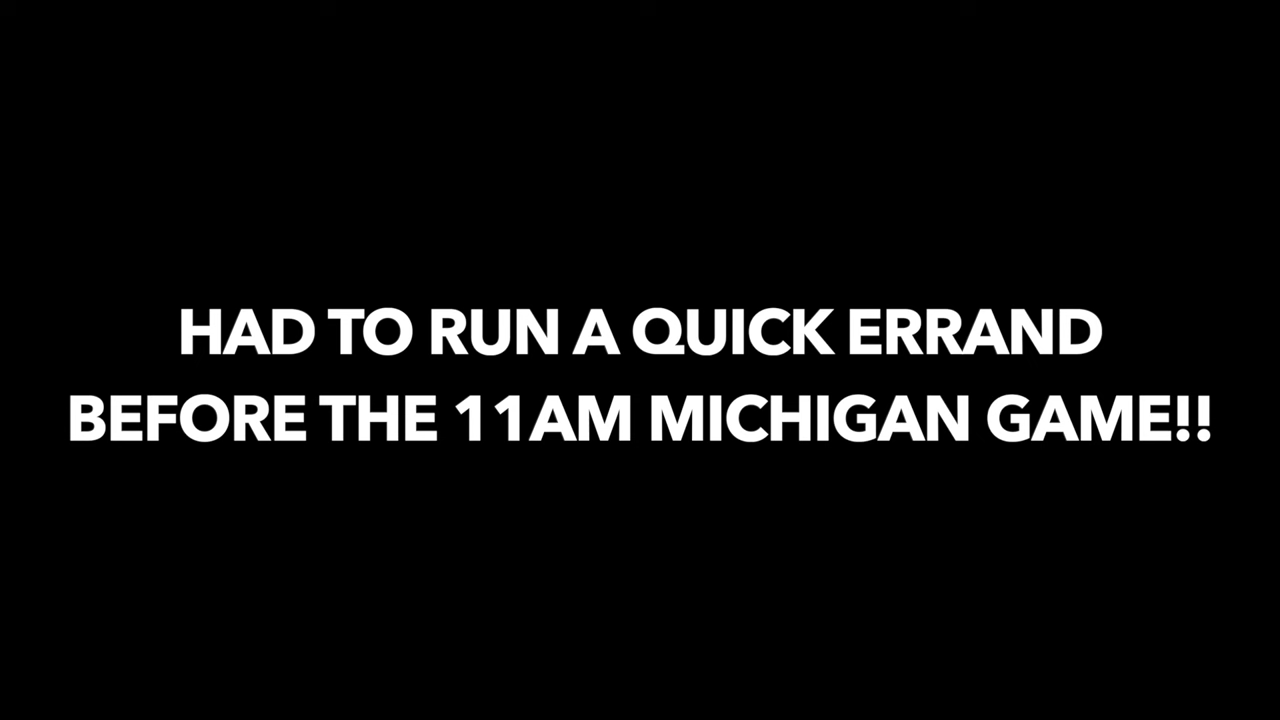 HAD TO RUN A QUICK ERRAND
BEFORE THE 11AM MICHIGAN GAME!!